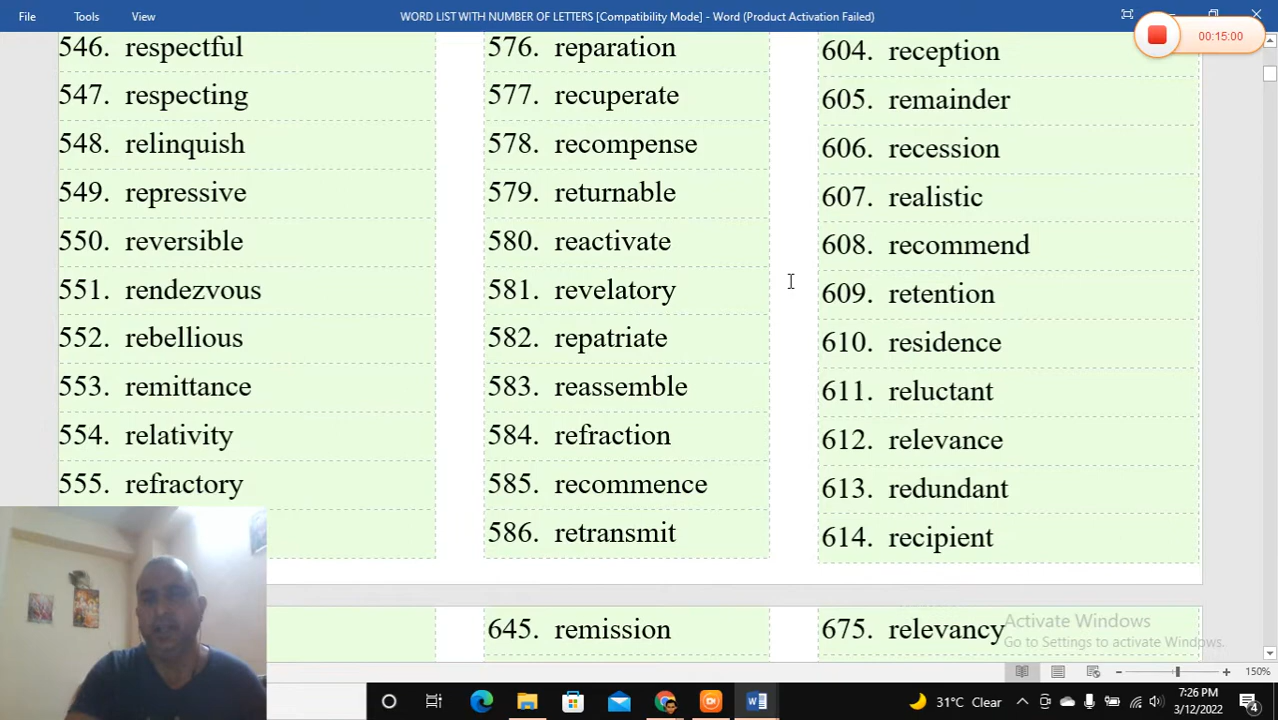 File Tools View WORD LIST WITH NUMBER OF LETTERS [Compatibility Mode] - Word (Product Activation Failed)
00:15:00
546. respectful
547. respecting
548. relinquish
549. repressive
550. reversible
551. rendezvous
552. rebellious
553. remittance
554. relativity
555. refractory
576. reparation
577. recuperate
578. recompense
579. returnable
580. reactivate
581. revelatory
582. repatriate
583. reassemble
584. refraction
585. recommence
586. retransmit
604. reception
605. remainder
606. recession
607. realistic
608. recommend
609. retention
610. residence
611. reluctant
612. relevance
613. redundant
614. recipient
645. remission
675. relevancy
Activate Windows
Go to Settings to activate Windows.
150%
31°C Clear
7:26 PM
3/12/2022
4